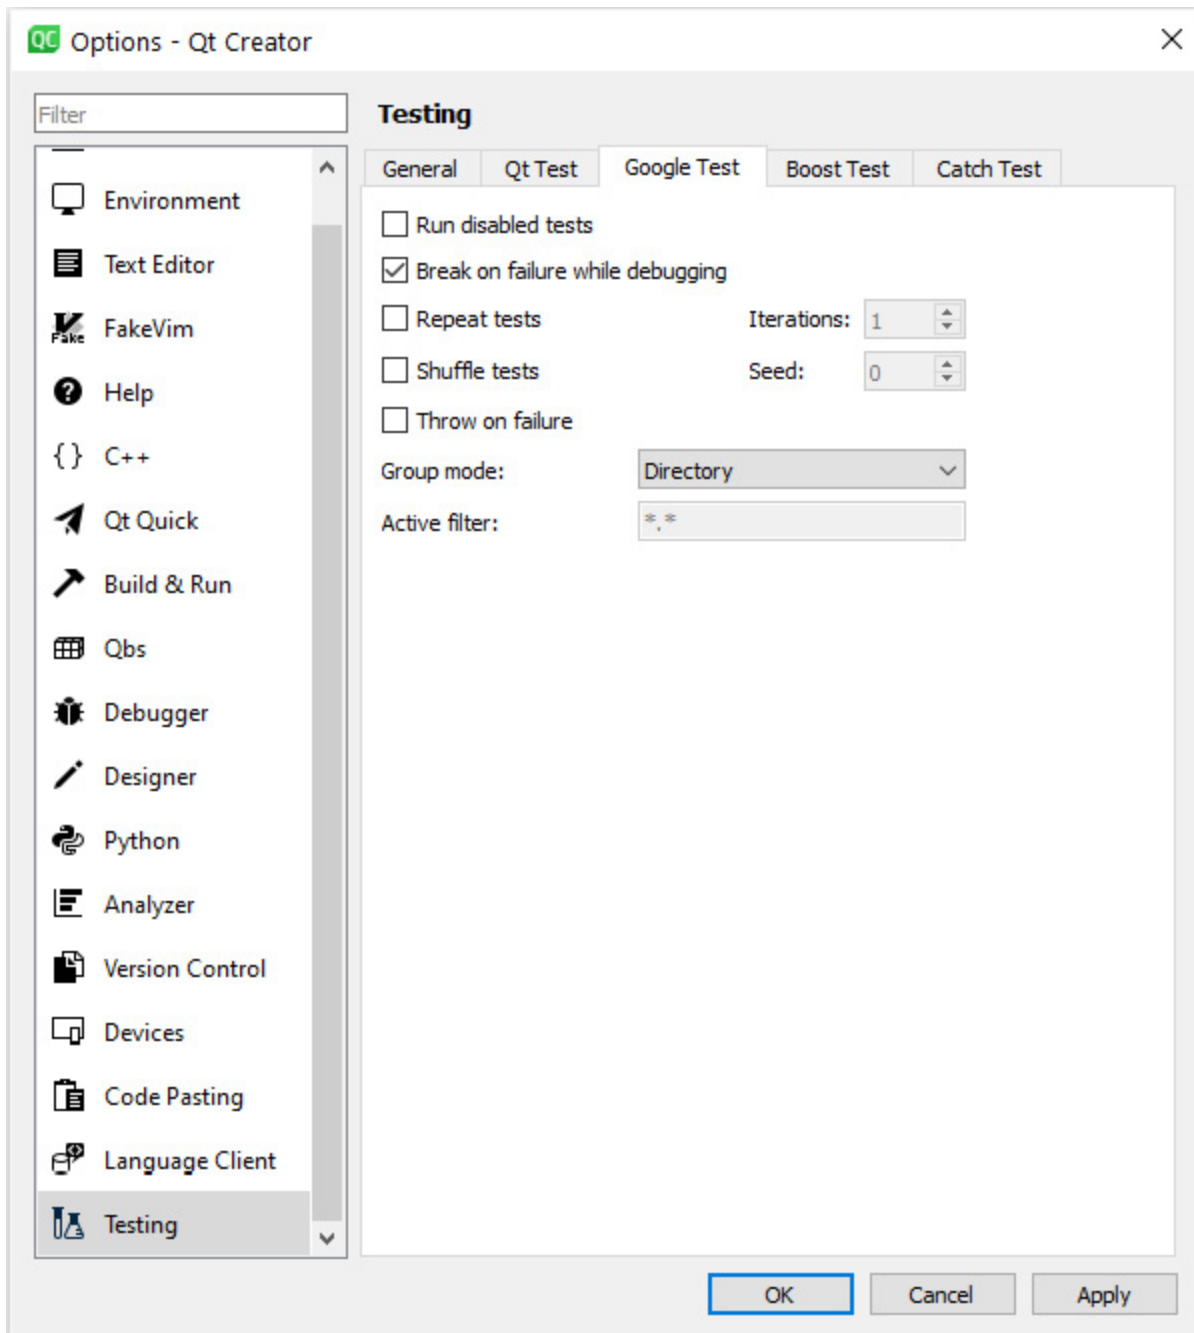 QC Options - Qt Creator
Filter
Environment
Text Editor
Fake FakeVim
Help
{} C++
Qt Quick
Build & Run
Qbs
Debugger
Designer
Python
Analyzer
Version Control
Devices
Code Pasting
Language Client
Testing
Testing
General Qt Test Google Test Boost Test Catch Test
Run disabled tests
Break on failure while debugging
Repeat tests Iterations: 1
Shuffle tests Seed: 0
Throw on failure
Group mode: Directory
Active filter: *.*
OK Cancel Apply